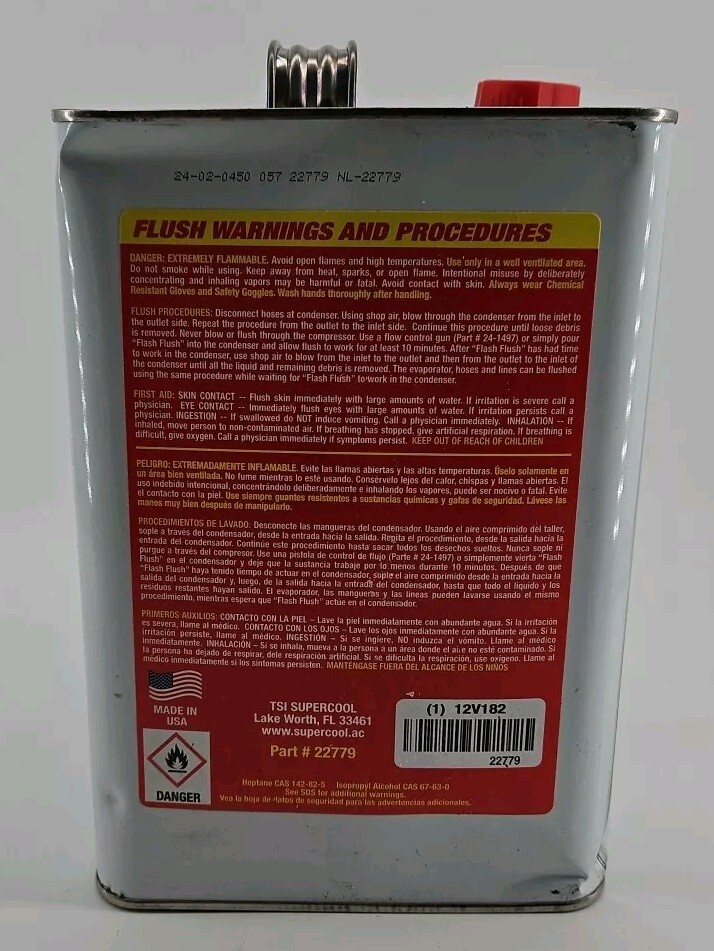 24-02-0450 057 22779 NL-22779
FLUSH WARNINGS AND PROCEDURES
DANGER: EXTREMELY FLAMMABLE. Avoid open flames and high temperatures. Use only in a well ventilated area.
Do not smoke while using. Keep away from heat, sparks, or open flame. Intentional misuse by deliberately
concentrating and inhaling vapors may be harmful or fatal. Avoid contact with skin. Always wear Chemical
Resistant Gloves and Safety Goggles. Wash hands thoroughly after handling.
FLUSH PROCEDURES: Disconnect hoses at condenser. Using shop air, blow through the condenser from the inlet to
the outlet side. Repeat the procedure from the outlet to the inlet side. Continue this procedure until loose debris
is removed. Never blow or flush through the compressor. Use a flow control gun (Part # 24-1497) or simply pour
"Flash Flush" into the condenser and allow flush to work for at least 10 minutes. After "Flash Flush" has had time
to work in the condenser, use shop air to blow from the inlet to the outlet and then from the outlet to the inlet of
the condenser until all the liquid and remaining debris is removed. The evaporator, hoses and lines can be flushed
using the same procedure while waiting for "Flash Flush" to work in the condenser.
FIRST AID: SKIN CONTACT -- Flush skin immediately with large amounts of water. If irritation is severe call a
physician. EYE CONTACT -- Immediately flush eyes with large amounts of water. If irritation persists call a
physician. INGESTION -- If swallowed do NOT induce vomiting. Call a physician immediately. INHALATION -- If
inhaled, move person to non-contaminated air. If breathing has stopped, give artificial respiration. If breathing is
difficult, give oxygen. Call a physician immediately if symptoms persist. KEEP OUT OF REACH OF CHILDREN
PELIGRO: EXTREMADAMENTE INFLAMABLE. Evite las llamas abiertas y las altas temperaturas. Úselo solamente en
un área bien ventilada. No fume mientras lo esté usando. Consérvelo lejos del calor, chispas y llamas abiertas. El
uso indebido intencional, concentrándolo deliberadamente e inhalando los vapores, puede ser nocivo o fatal. Evite
el contacto con la piel. Use siempre guantes resistentes a sustancias químicas y gafas de seguridad. Lávese las
manos muy bien después de manipularlo.
PROCEDIMIENTOS DE LAVADO: Desconecte las mangueras del condensador. Usando el aire comprimido del taller,
sople a través del condensador, desde la entrada hacia la salida. Repita el procedimiento, desde la salida hacia la
entrada del condensador. Continúe este procedimiento hasta sacar todos los desechos sueltos. Nunca sople ni
purgue a través del compresor. Use una pistola de control de flujo (Parte # 24-1497) o simplemente vierta "Flash
Flush" en el condensador y deje que la sustancia trabaje por lo menos durante 10 minutos. Después de que
"Flash Flush" haya tenido tiempo de actuar en el condensador, sople el aire comprimido desde la entrada hacia la
salida del condensador y, luego, de la salida hacia la entrada del condensador, hasta que todo el líquido y los
residuos restantes hayan salido. El evaporador, las mangueras y las líneas pueden lavarse usando el mismo
procedimiento, mientras espera que "Flash Flush" actúe en el condensador.
PRIMEROS AUXILIOS: CONTACTO CON LA PIEL – Lave la piel inmediatamente con abundante agua. Si la irritación
es severa, llame al médico. CONTACTO CON LOS OJOS – Lave los ojos inmediatamente con abundante agua. Si la
irritación persiste, llame al médico. INGESTIÓN – Si se ingiere, NO induzca el vómito. Llame al médico
inmediatamente. INHALACIÓN – Si se inhala, mueva a la persona a un área donde el aire no esté contaminado. Si
la persona ha dejado de respirar, dele respiración artificial. Si se dificulta la respiración, use oxígeno. Llame al
médico inmediatamente si los síntomas persisten. MANTÉNGASE FUERA DEL ALCANCE DE LOS NIÑOS
MADE IN
USA
TSI SUPERCOOL
Lake Worth, FL 33461
www.supercool.ac
Part # 22779
(1) 12V182
22779
DANGER
Heptane CAS 142-82-5 Isopropyl Alcohol CAS 67-63-0
See SDS for additional warnings.
Vea la hoja de datos de seguridad para las advertencias adicionales.